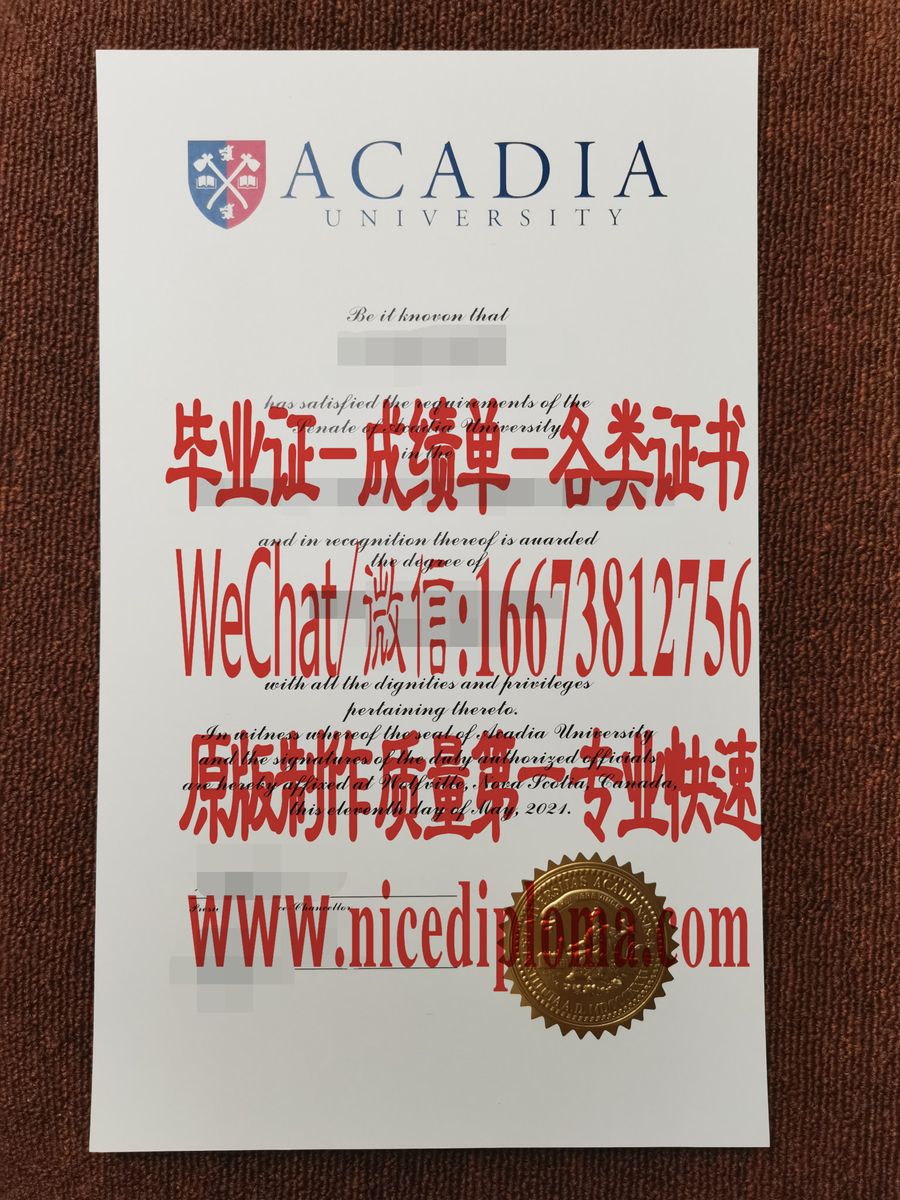 ACADIA
UNIVERSITY
Be it knovon that
has satisfied the requirements of the
Senate of Acadia University
in the
毕业证－成绩单－各类证书
and in recognition thereof is awarded
the degree of
WeChat/微信:16673812756
with all the dignities and privileges
pertaining thereto.
In witness whereof the seal of Acadia University
原版制作质量第一专业快速
and the signatures of the duly authorized officials
are hereby affixed at Wolfville, Nova Scotia, Canada,
this eleventh day of May, 2021.
www.nicediploma.com